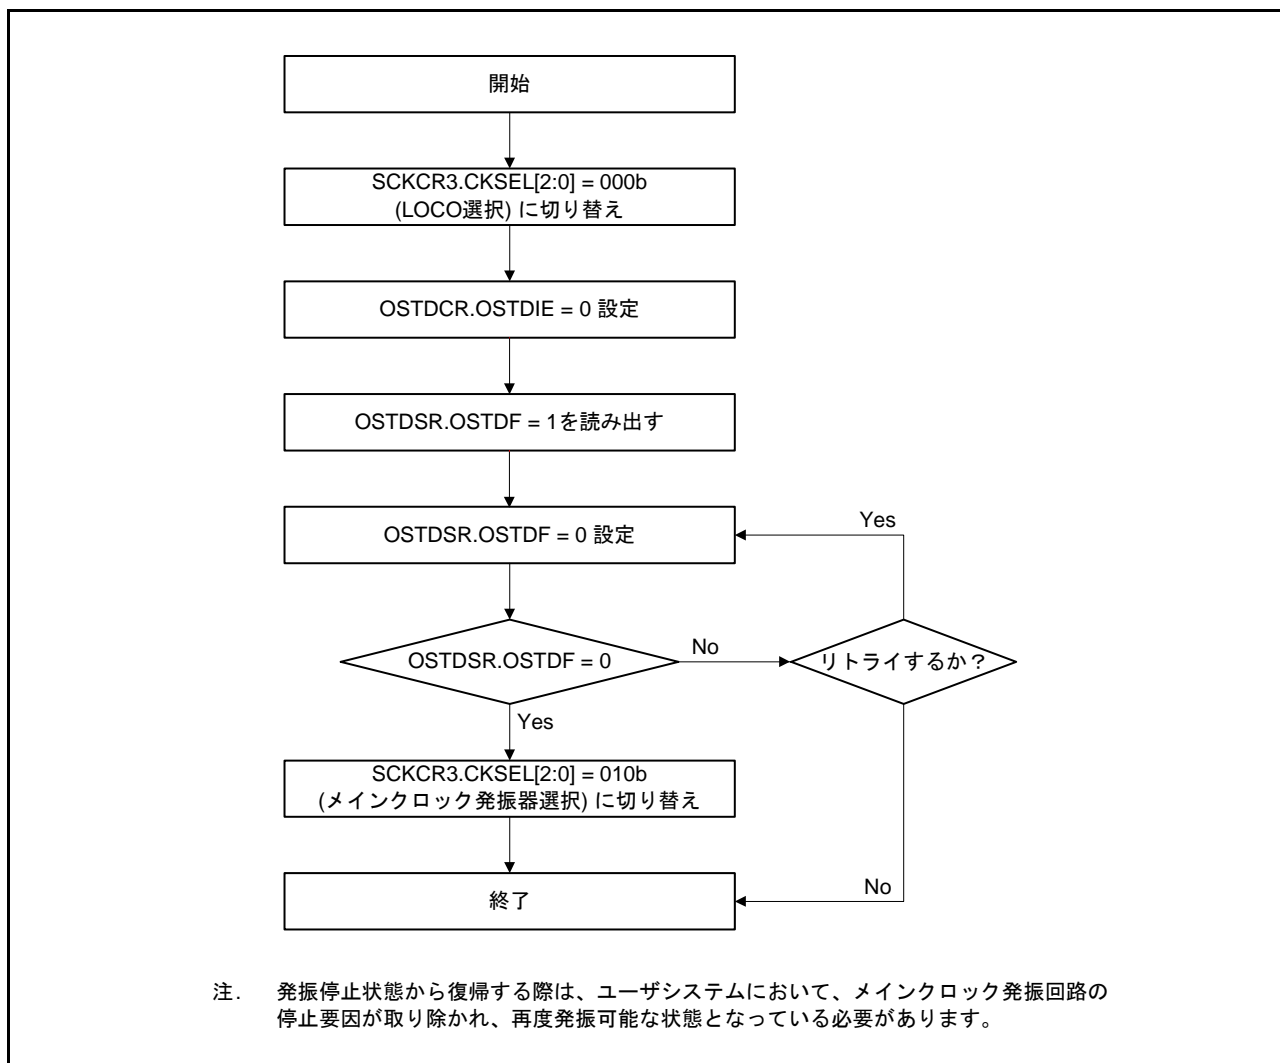 開始
SCKCR3.CKSEL[2:0] = 000b
(LOCO選択) に切り替え
OSTDCR.OSTDIE = 0 設定
OSTDSR.OSTDF = 1を読み出す
OSTDSR.OSTDF = 0 設定
Yes
OSTDSR.OSTDF = 0
No
リトライするか？
Yes
SCKCR3.CKSEL[2:0] = 010b
(メインクロック発振器選択) に切り替え
終了
No
注. 発振停止状態から復帰する際は、ユーザシステムにおいて、メインクロック発振回路の
停止要因が取り除かれ、再度発振可能な状態となっている必要があります。